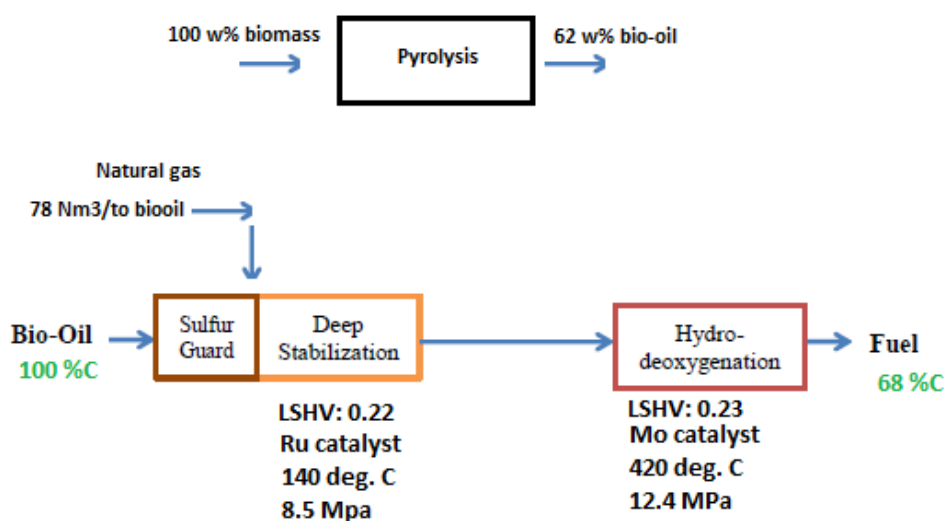 100 w% biomass
Pyrolysis
62 w% bio-oil
Natural gas
78 Nm3/to biooil
Bio-Oil
100 %C
Sulfur
Guard
Deep
Stabilization
Hydro-
deoxygenation
Fuel
68 %C
LSHV: 0.22
Ru catalyst
140 deg. C
8.5 Mpa
LSHV: 0.23
Mo catalyst
420 deg. C
12.4 MPa